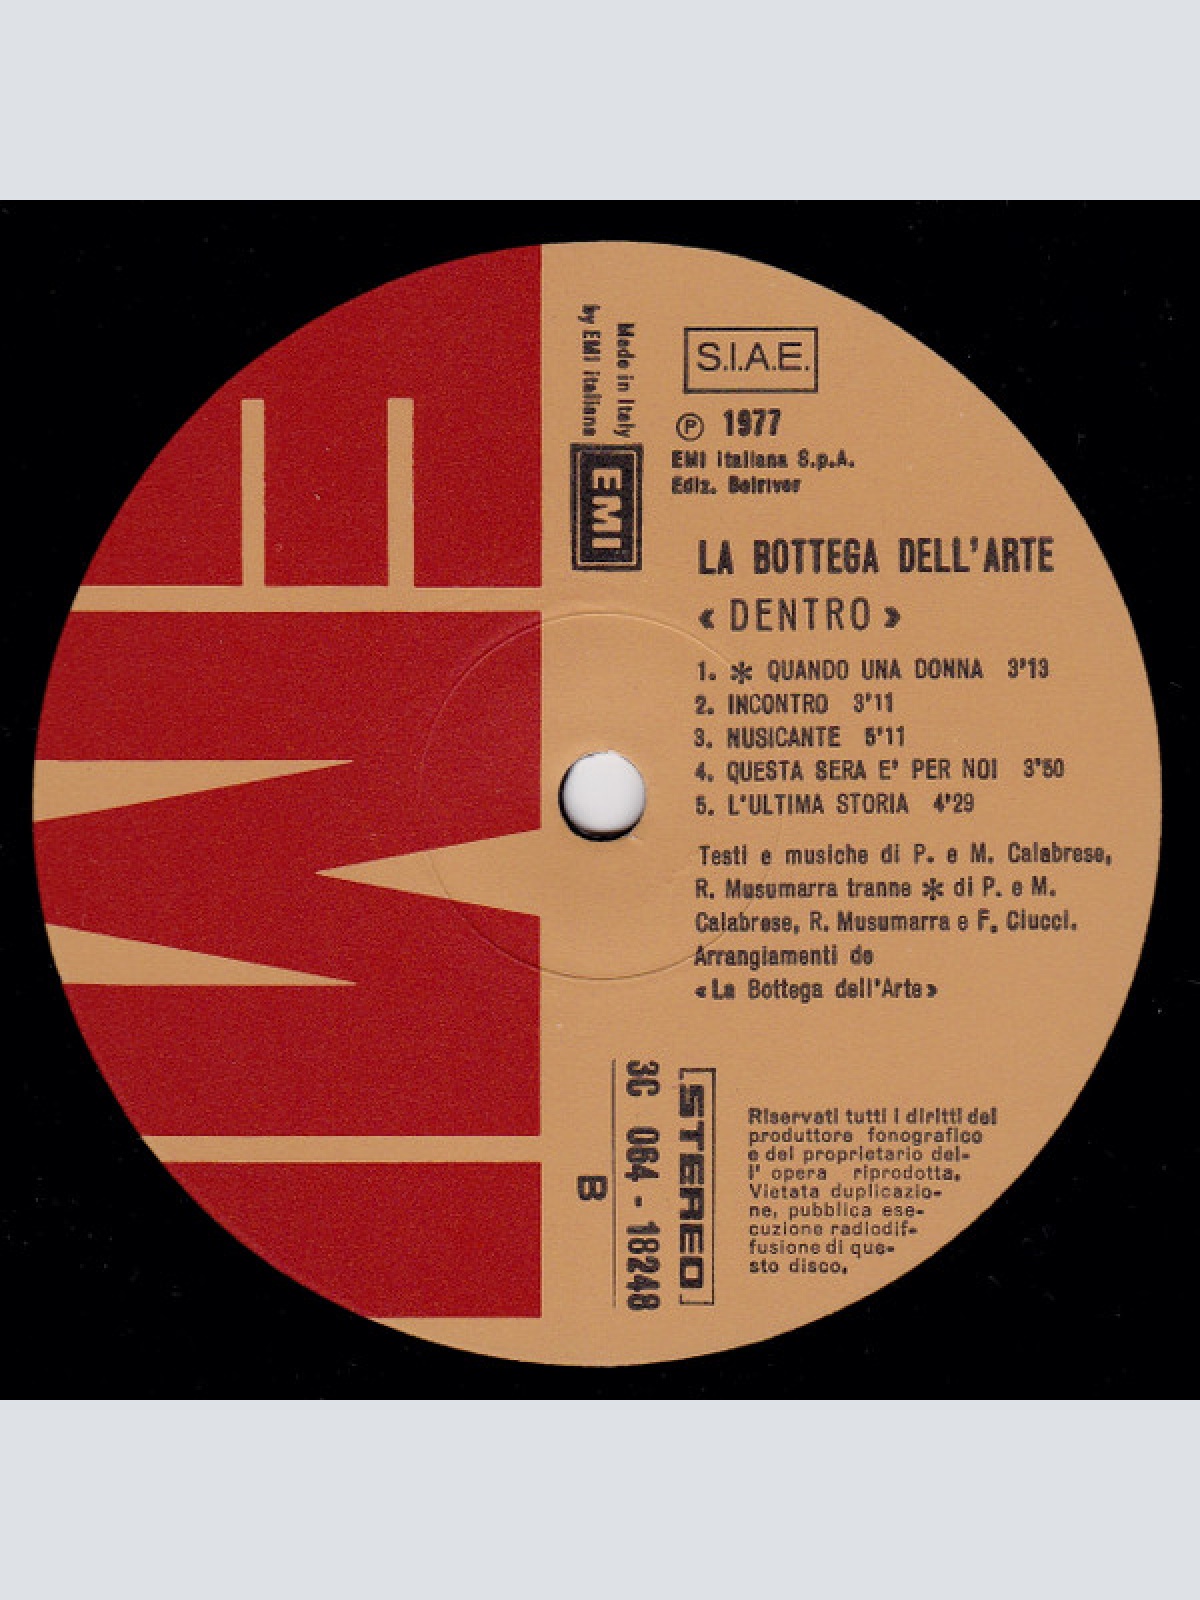 Made in Italy
by EMI italiana
EMI
S.I.A.E.
℗ 1977
EMI italiana S.p.A.
Ediz. Belriver
LA BOTTEGA DELL'ARTE
« DENTRO »
1. ✻ QUANDO UNA DONNA 3'13
2. INCONTRO 3'11
3. NUSICANTE 5'11
4. QUESTA SERA E' PER NOI 3'50
5. L'ULTIMA STORIA 4'29
Testi e musiche di P. e M. Calabrese,
R. Musumarra tranne ✻ di P. e M.
Calabrese, R. Musumarra e F. Ciucci.
Arrangiamenti de
«La Bottega dell'Arte»
STEREO
3C 064 - 18248
B
Riservati tutti i diritti del
produttore fonografico
e del proprietario del-
l' opera riprodotta.
Vietata duplicazio-
ne, pubblica ese-
cuzione radiodif-
fusione di que-
sto disco.
EMI